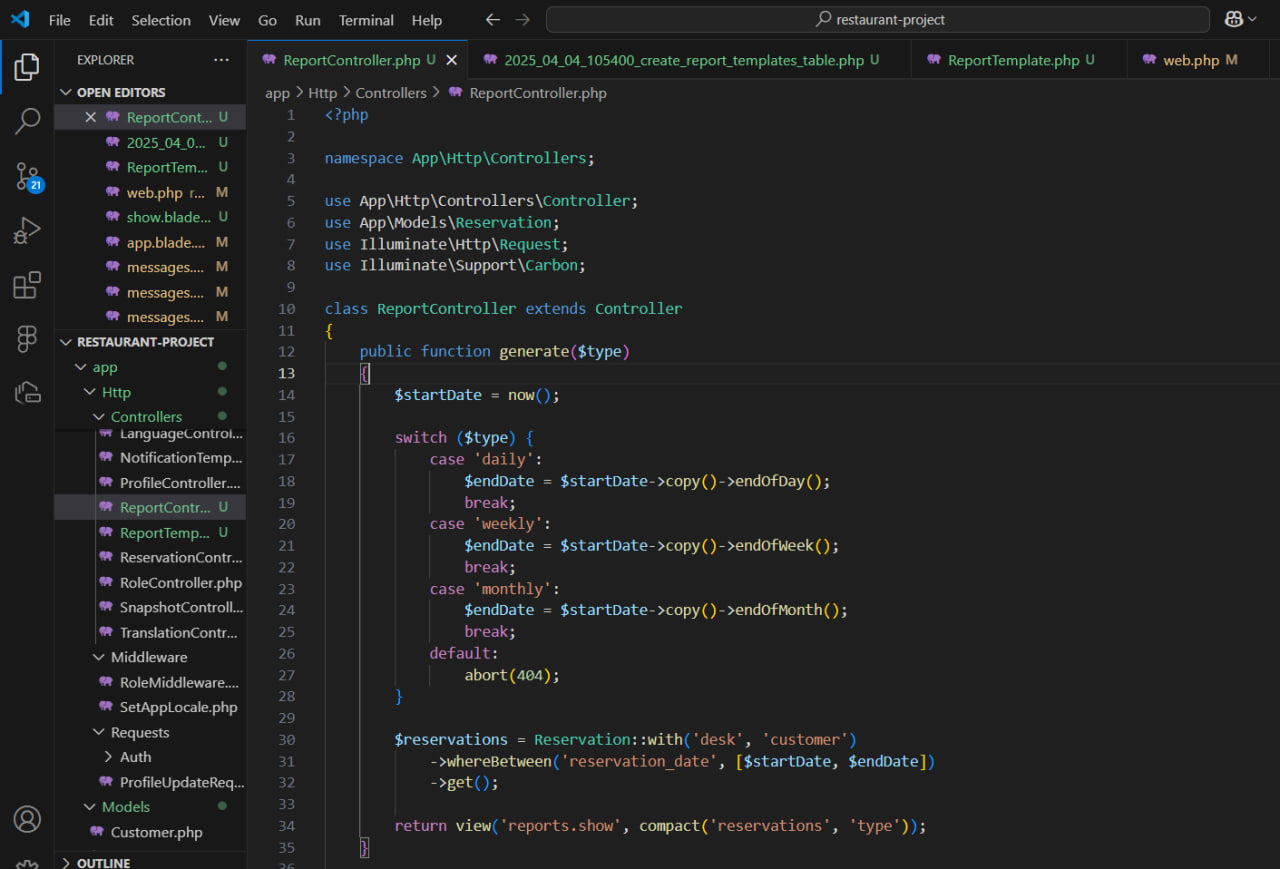 File Edit Selection View Go Run Terminal Help restaurant-project
EXPLORER
OPEN EDITORS
ReportCont... U
2025_04_0... U
ReportTem... U
web.php r... M
show.blade... U
app.blade.... M
messages.... M
messages.... M
messages.... M
RESTAURANT-PROJECT
app
Http
Controllers
LanguageControl...
NotificationTemp...
ProfileController....
ReportContr... U
ReportTemp... U
ReservationContr...
RoleController.php
SnapshotControll...
TranslationContr...
Middleware
RoleMiddleware....
SetAppLocale.php
Requests
Auth
ProfileUpdateReq...
Models
Customer.php
OUTLINE
21
ReportController.php U 2025_04_04_105400_create_report_templates_table.php U ReportTemplate.php U web.php M
app > Http > Controllers > ReportController.php
1 <?php
2
3 namespace App\Http\Controllers;
4
5 use App\Http\Controllers\Controller;
6 use App\Models\Reservation;
7 use Illuminate\Http\Request;
8 use Illuminate\Support\Carbon;
9
10 class ReportController extends Controller
11 {
12 public function generate($type)
13 {
14 $startDate = now();
15
16 switch ($type) {
17 case 'daily':
18 $endDate = $startDate->copy()->endOfDay();
19 break;
20 case 'weekly':
21 $endDate = $startDate->copy()->endOfWeek();
22 break;
23 case 'monthly':
24 $endDate = $startDate->copy()->endOfMonth();
25 break;
26 default:
27 abort(404);
28 }
29
30 $reservations = Reservation::with('desk', 'customer')
31 ->whereBetween('reservation_date', [$startDate, $endDate])
32 ->get();
33
34 return view('reports.show', compact('reservations', 'type'));
35 }
36